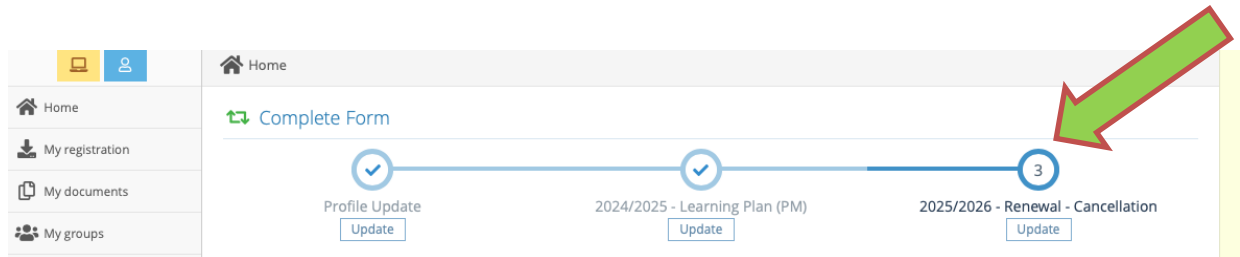 Home
Home
My registration
My documents
My groups
Complete Form
3
Profile Update
2024/2025 - Learning Plan (PM)
2025/2026 - Renewal - Cancellation
Update
Update
Update